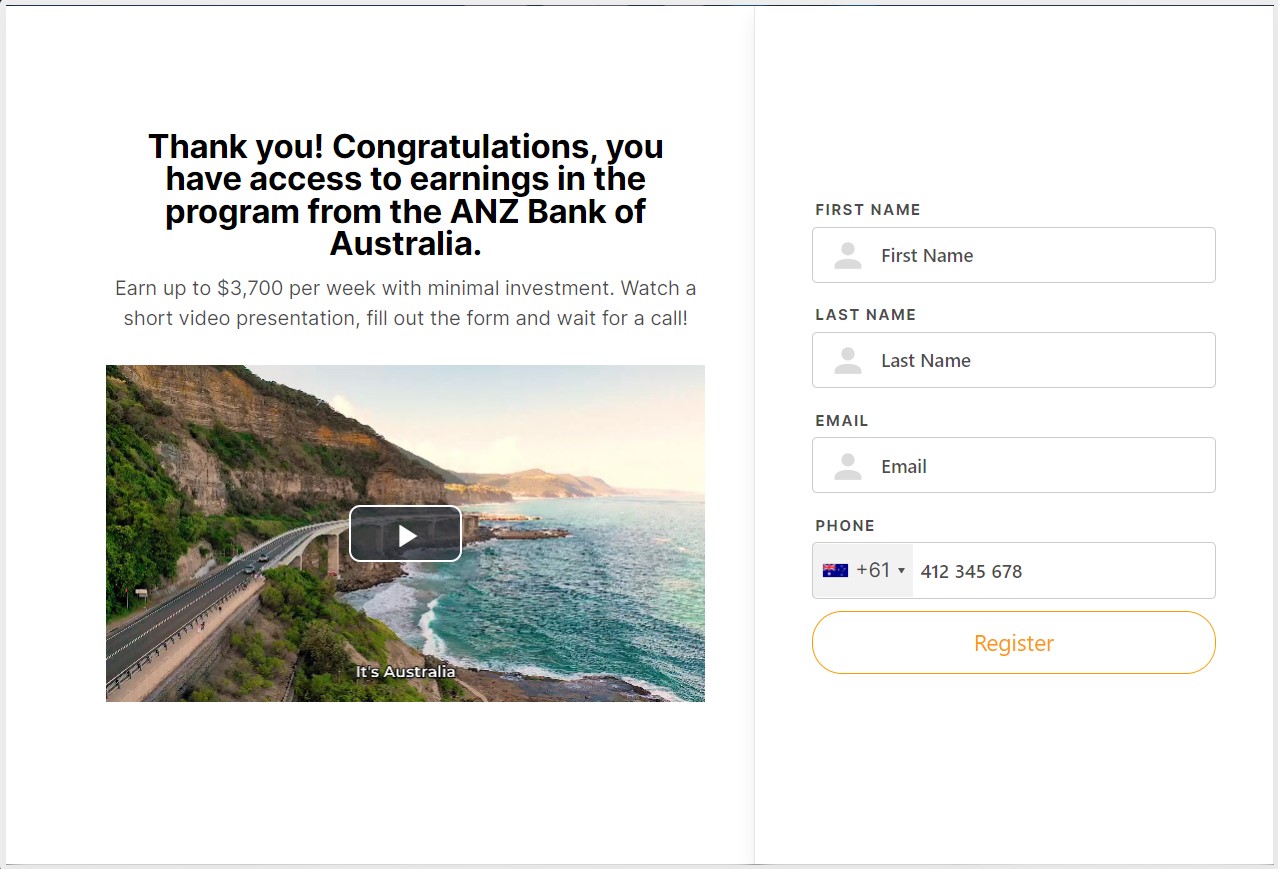 Thank you! Congratulations, you
have access to earnings in the
program from the ANZ Bank of
Australia.
Earn up to $3,700 per week with minimal investment. Watch a
short video presentation, fill out the form and wait for a call!
It's Australia
FIRST NAME
First Name
LAST NAME
Last Name
EMAIL
Email
PHONE
+61 412 345 678
Register